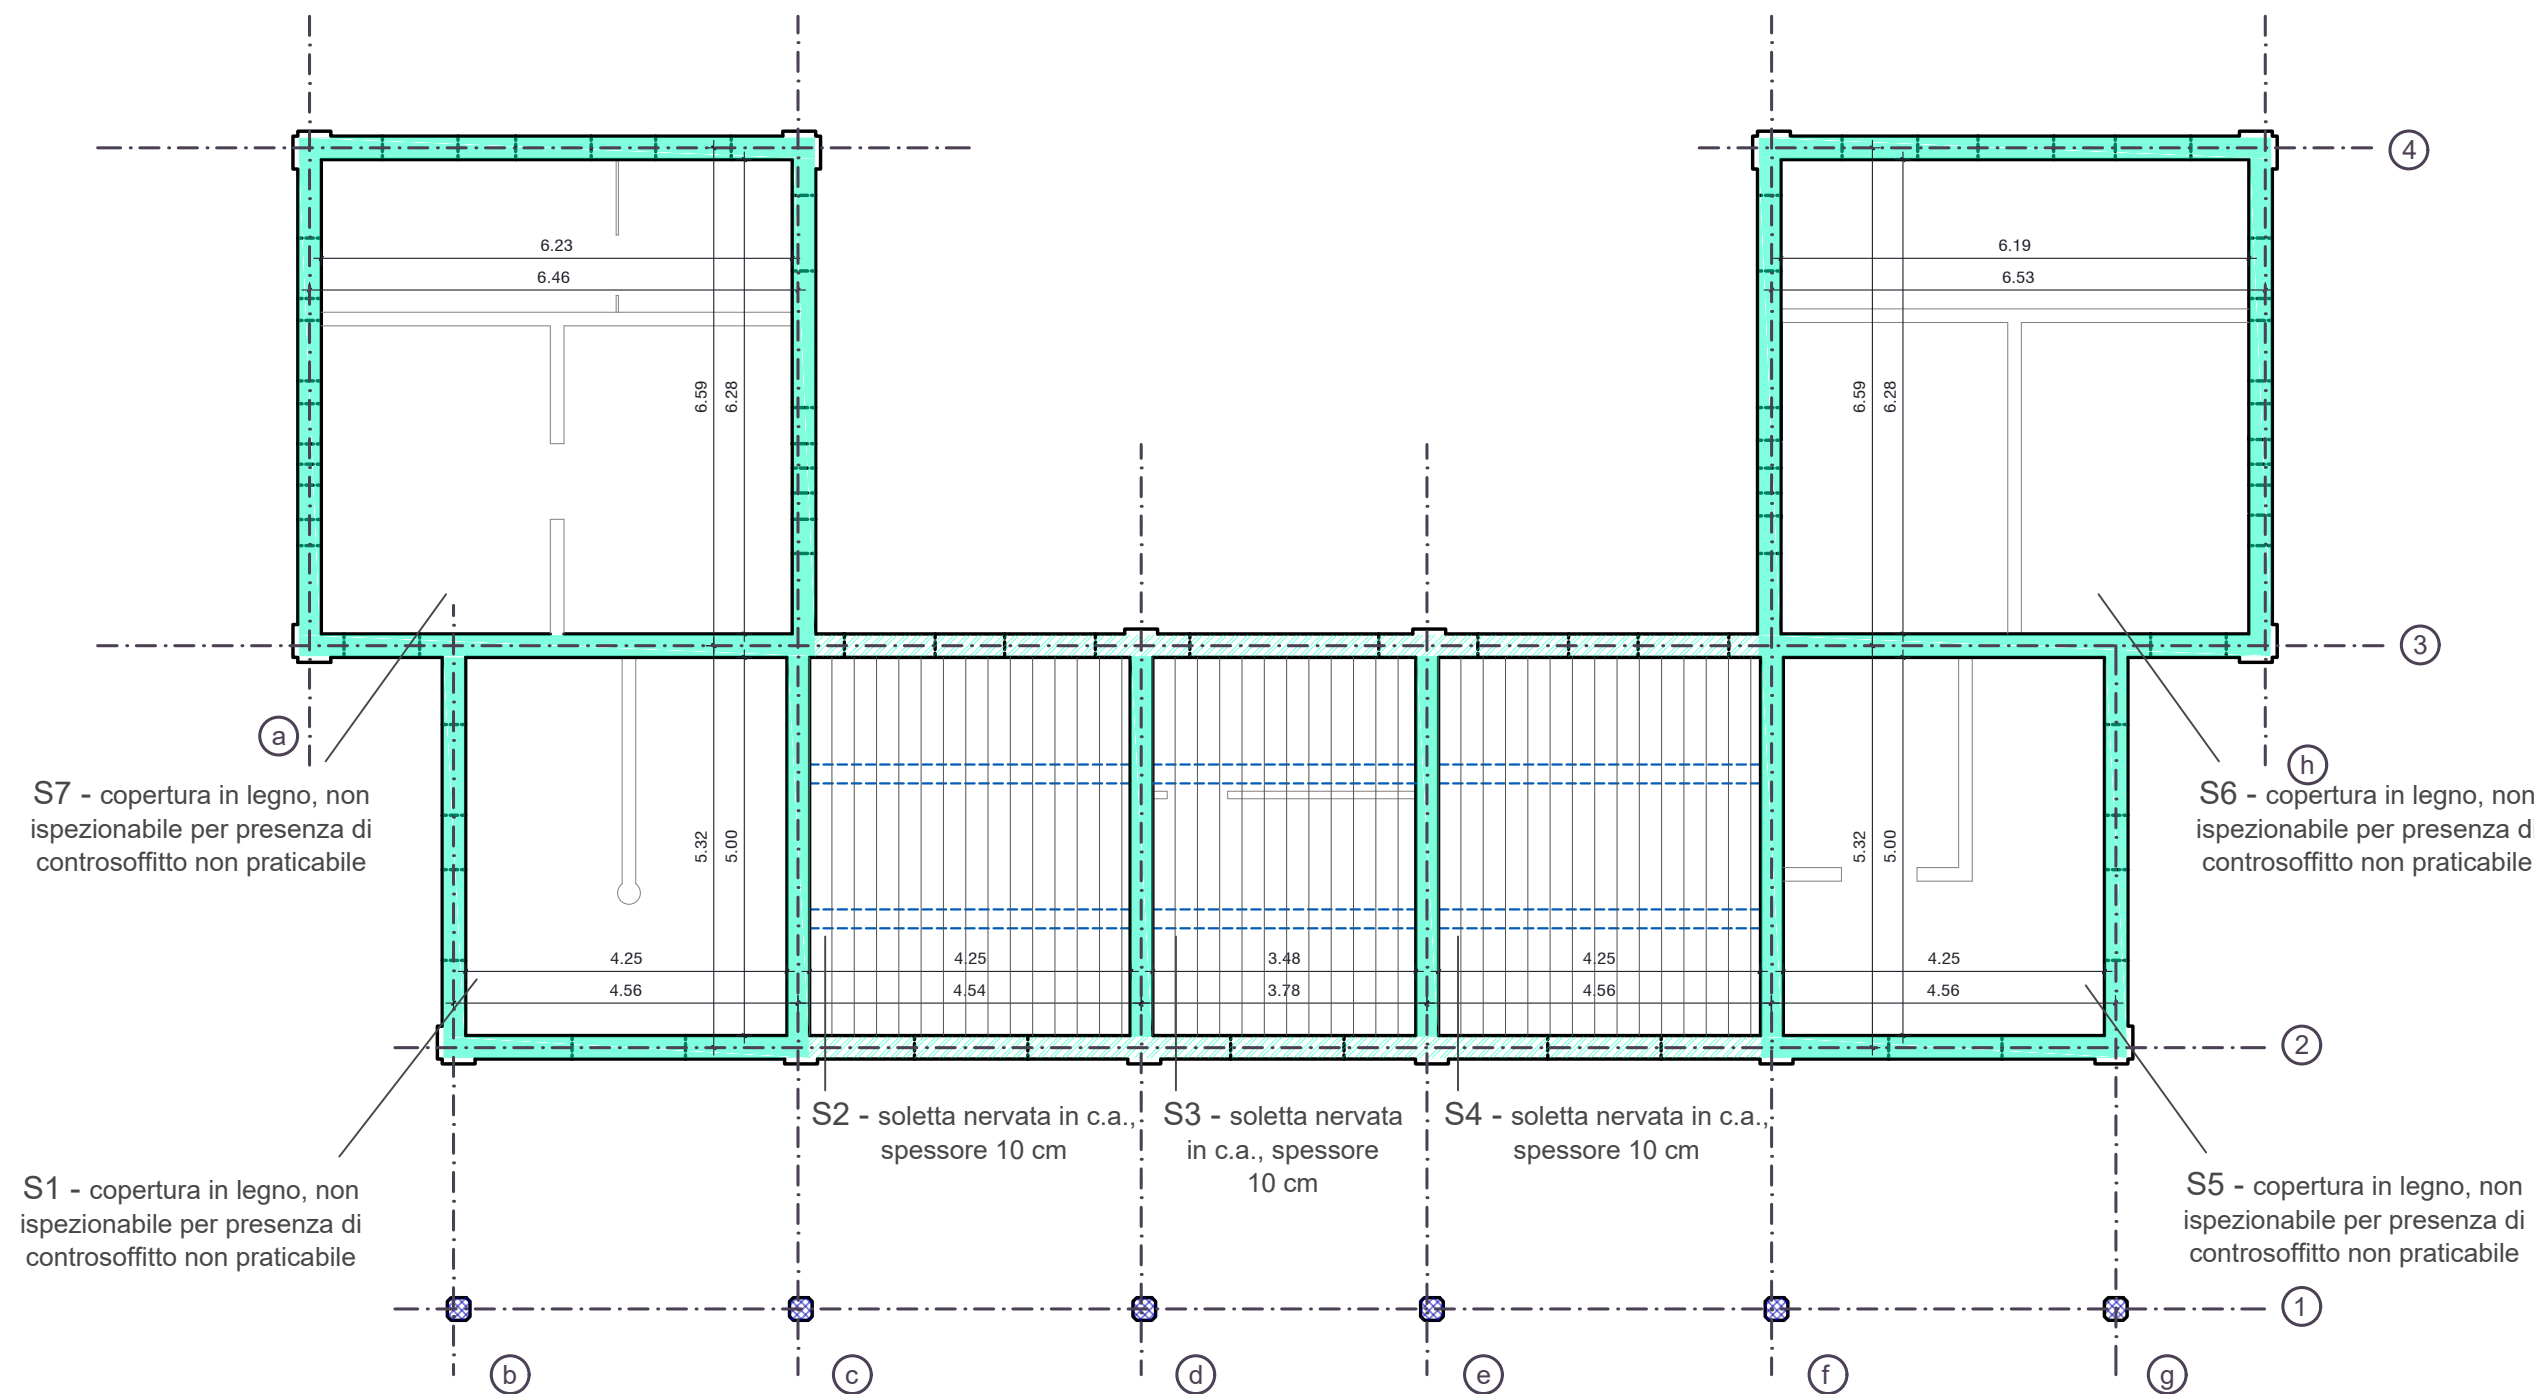 4
6.23
6.46
6.59
6.28
6.19
6.53
6.59
6.28
3
a
h
S7 - copertura in legno, non
ispezionabile per presenza di
controsoffitto non praticabile
S6 - copertura in legno, non
ispezionabile per presenza d
controsoffitto non praticabile
5.32
5.00
5.32
5.00
4.25
4.25
3.48
4.25
4.25
4.56
4.54
3.78
4.56
4.56
2
S2 - soletta nervata in c.a.,
spessore 10 cm
S3 - soletta nervata
in c.a., spessore
10 cm
S4 - soletta nervata in c.a.,
spessore 10 cm
S1 - copertura in legno, non
ispezionabile per presenza di
controsoffitto non praticabile
S5 - copertura in legno, non
ispezionabile per presenza di
controsoffitto non praticabile
1
b
c
d
e
f
g